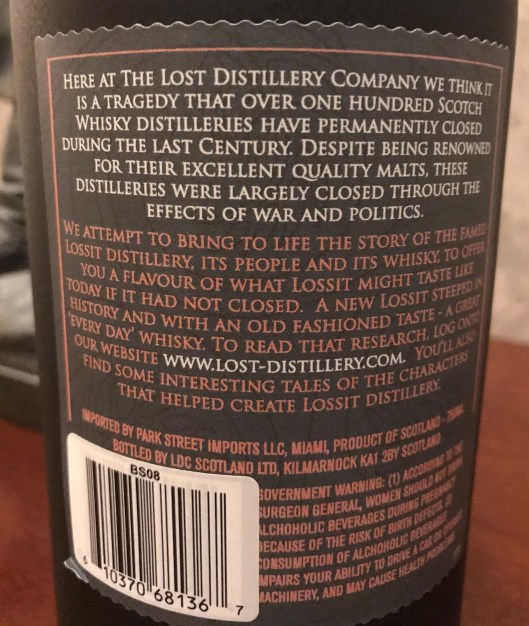 HERE AT THE LOST DISTILLERY COMPANY WE THINK IT
IS A TRAGEDY THAT OVER ONE HUNDRED SCOTCH
WHISKY DISTILLERIES HAVE PERMANENTLY CLOSED
DURING THE LAST CENTURY. DESPITE BEING RENOWNED
FOR THEIR EXCELLENT QUALITY MALTS, THESE
DISTILLERIES WERE LARGELY CLOSED THROUGH THE
EFFECTS OF WAR AND POLITICS.
WE ATTEMPT TO BRING TO LIFE THE STORY OF THE FAMED
LOSSIT DISTILLERY, ITS PEOPLE AND ITS WHISKY, TO OFFER
YOU A FLAVOUR OF WHAT LOSSIT MIGHT TASTE LIKE
TODAY IF IT HAD NOT CLOSED. A NEW LOSSIT STEEPED IN
HISTORY AND WITH AN OLD FASHIONED TASTE - A GREAT
'EVERY DAY' WHISKY. TO READ THAT RESEARCH, LOG ONTO
OUR WEBSITE WWW.LOST-DISTILLERY.COM. YOU'LL ALSO
FIND SOME INTERESTING TALES OF THE CHARACTERS
THAT HELPED CREATE LOSSIT DISTILLERY.
IMPORTED BY PARK STREET IMPORTS LLC, MIAMI, PRODUCT OF SCOTLAND - 750ML
BOTTLED BY LDC SCOTLAND LTD, KILMARNOCK KA1 2BY SCOTLAND
BS08
6 10370 68136 7
GOVERNMENT WARNING: (1) ACCORDING TO THE
SURGEON GENERAL, WOMEN SHOULD NOT DRINK
ALCHOHOLIC BEVERAGES DURING PREGNANCY
BECAUSE OF THE RISK OF BIRTH DEFECTS.
CONSUMPTION OF ALCOHOLIC BEVERAGES
IMPAIRS YOUR ABILITY TO DRIVE A CAR OR OPERATE
MACHINERY, AND MAY CAUSE HEALTH PROBLEMS